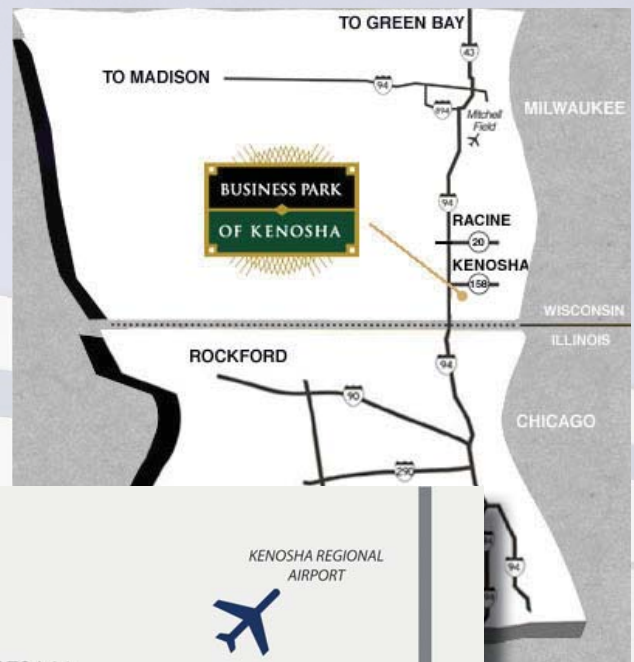 TO GREEN BAY
43
TO MADISON
94
894
Mitchell
Field
MILWAUKEE
BUSINESS PARK
OF KENOSHA
94
RACINE
20
KENOSHA
158
WISCONSIN
ILLINOIS
ROCKFORD
94
90
CHICAGO
290
KENOSHA REGIONAL
AIRPORT
94